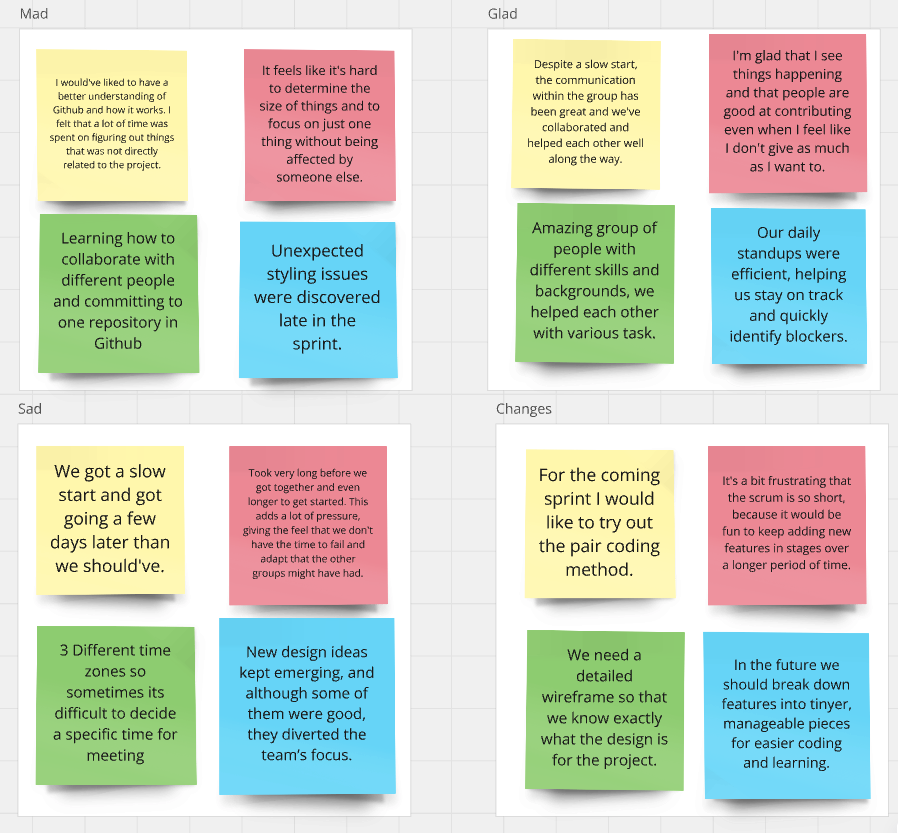 Mad
I would've liked to have a
better understanding of
Github and how it works. I
felt that a lot of time was
spent on figuring out things
that was not directly
related to the project.
It feels like it's hard
to determine the
size of things and to
focus on just one
thing without being
affected by
someone else.
Learning how to
collaborate with
different people
and committing to
one repository in
Github
Unexpected
styling issues
were discovered
late in the
sprint.
Glad
Despite a slow start,
the communication
within the group has
been great and we've
collaborated and
helped each other well
along the way.
I'm glad that I see
things happening
and that people are
good at contributing
even when I feel like
I don't give as much
as I want to.
Amazing group of
people with
different skills and
backgrounds, we
helped each other
with various task.
Our daily
standups were
efficient, helping
us stay on track
and quickly
identify blockers.
Sad
We got a slow
start and got
going a few
days later than
we should've.
Took very long before we
got together and even
longer to get started. This
adds a lot of pressure,
giving the feel that we don't
have the time to fail and
adapt that the other
groups might have had.
3 Different time
zones so
sometimes its
difficult to decide
a specific time for
meeting
New design ideas
kept emerging, and
although some of
them were good,
they diverted the
team’s focus.
Changes
For the coming
sprint I would
like to try out
the pair coding
method.
It's a bit frustrating that
the scrum is so short,
because it would be
fun to keep adding new
features in stages over
a longer period of time.
We need a
detailed
wireframe so that
we know exactly
what the design is
for the project.
In the future we
should break down
features into tinyer,
manageable pieces
for easier coding
and learning.